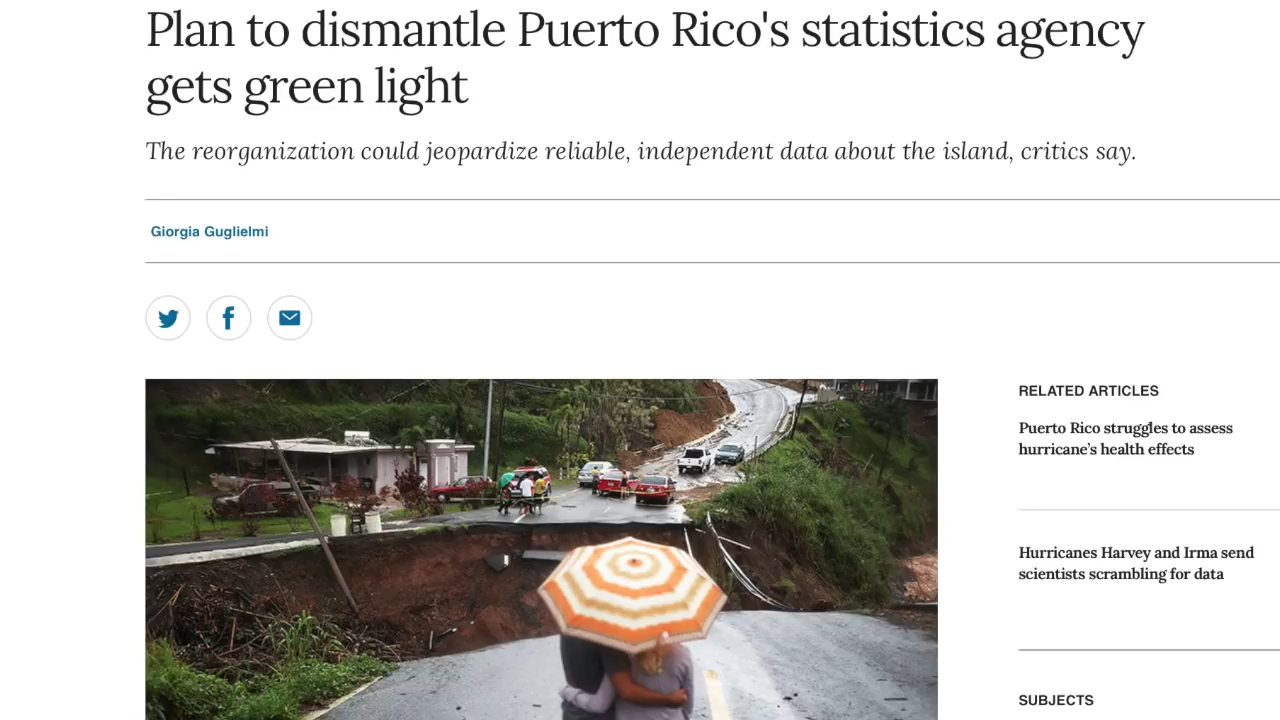 Plan to dismantle Puerto Rico's statistics agency
gets green light
The reorganization could jeopardize reliable, independent data about the island, critics say.
Giorgia Guglielmi
RELATED ARTICLES
Puerto Rico struggles to assess
hurricane’s health effects
Hurricanes Harvey and Irma send
scientists scrambling for data
SUBJECTS